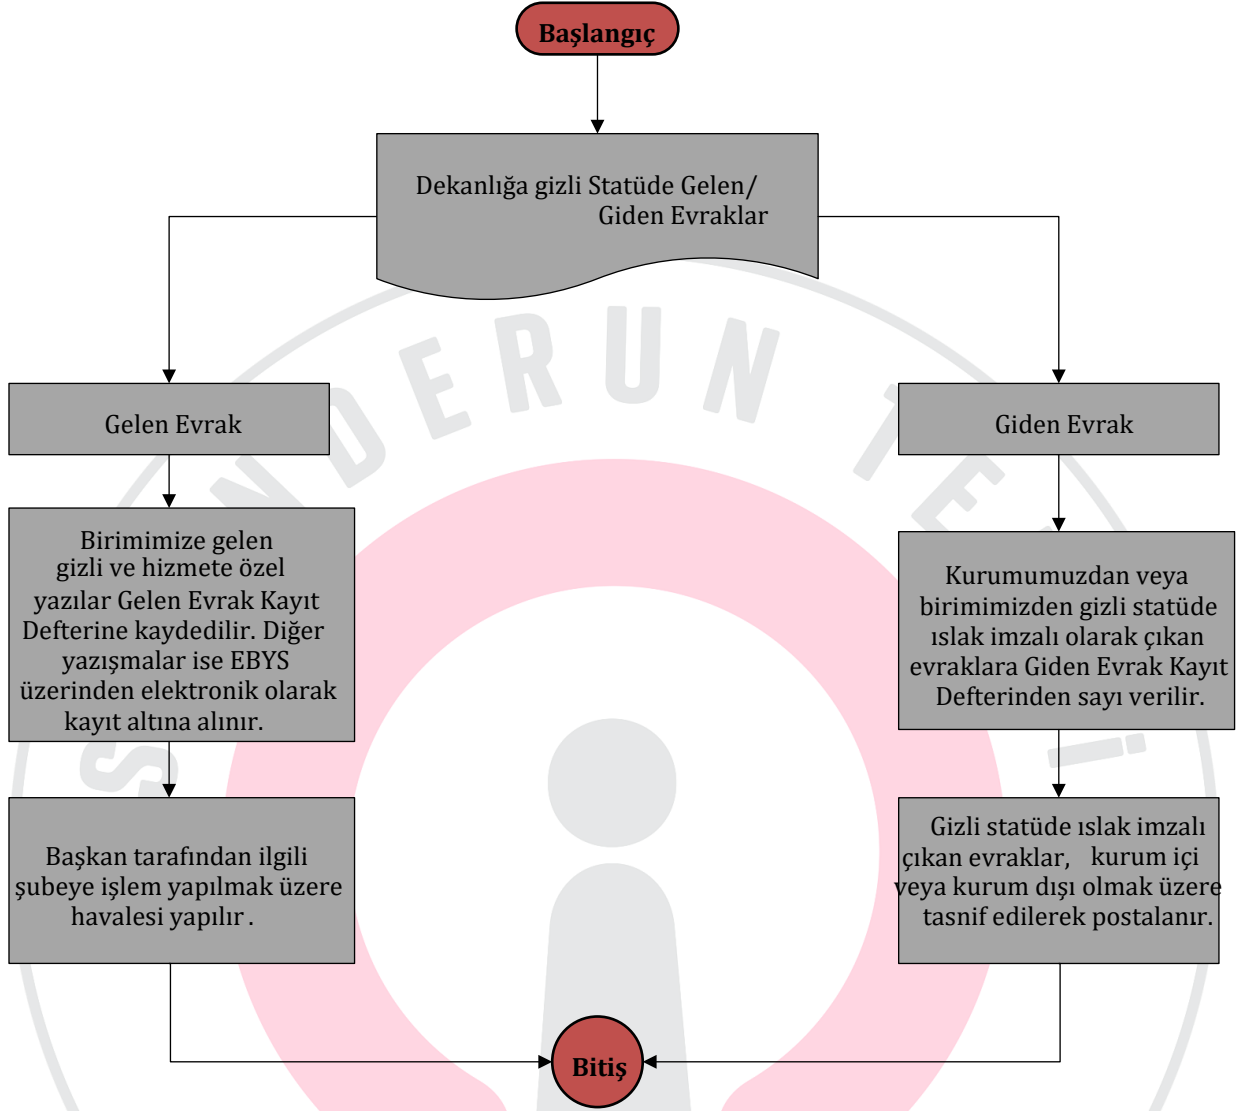 Başlangıç
Dekanlığa gizli Statüde Gelen/
Giden Evraklar
Gelen Evrak
Birimimize gelen
gizli ve hizmete özel
yazılar Gelen Evrak Kayıt
Defterine kaydedilir. Diğer
yazışmalar ise EBYS
üzerinden elektronik olarak
kayıt altına alınır.
Başkan tarafından ilgili
şubeye işlem yapılmak üzere
havalesi yapılır .
Giden Evrak
Kurumumuzdan veya
birimimizden gizli statüde
ıslak imzalı olarak çıkan
evraklara Giden Evrak Kayıt
Defterinden sayı verilir.
Gizli statüde ıslak imzalı
çıkan evraklar, kurum içi
veya kurum dışı olmak üzere
tasnif edilerek postalanır.
Bitiş